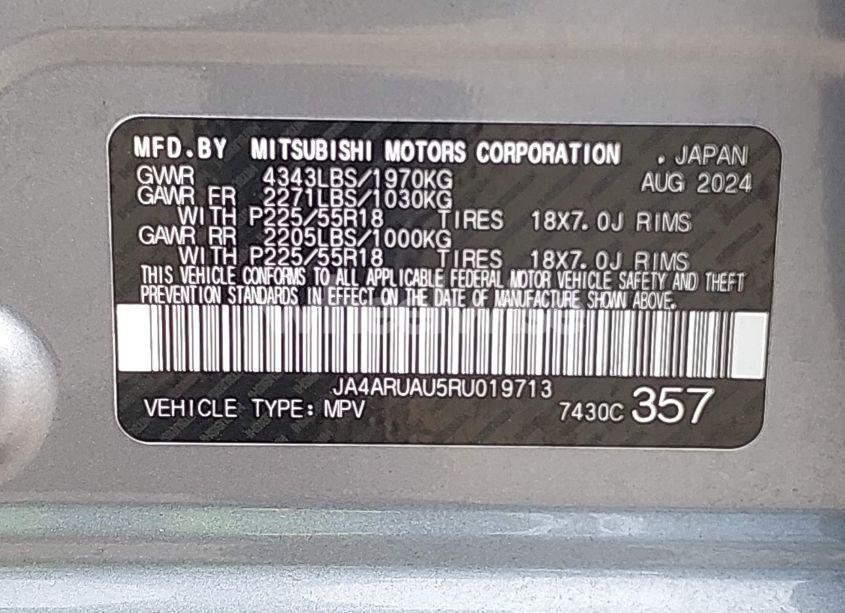 MFD.BY MITSUBISHI MOTORS CORPORATION . JAPAN
GVWR 4343LBS/1970KG AUG 2024
GAWR FR 2271LBS/1030KG
WITH P225/55R18 TIRES 18X7.0J RIMS
GAWR RR 2205LBS/1000KG
WITH P225/55R18 TIRES 18X7.0J RIMS
THIS VEHICLE CONFORMS TO ALL APPLICABLE FEDERAL MOTOR VEHICLE SAFETY AND THEFT
PREVENTION STANDARDS IN EFFECT ON THE DATE OF MANUFACTURE SHOWN ABOVE.
JA4ARUAU5RU019713
VEHICLE TYPE: MPV 7430C 357